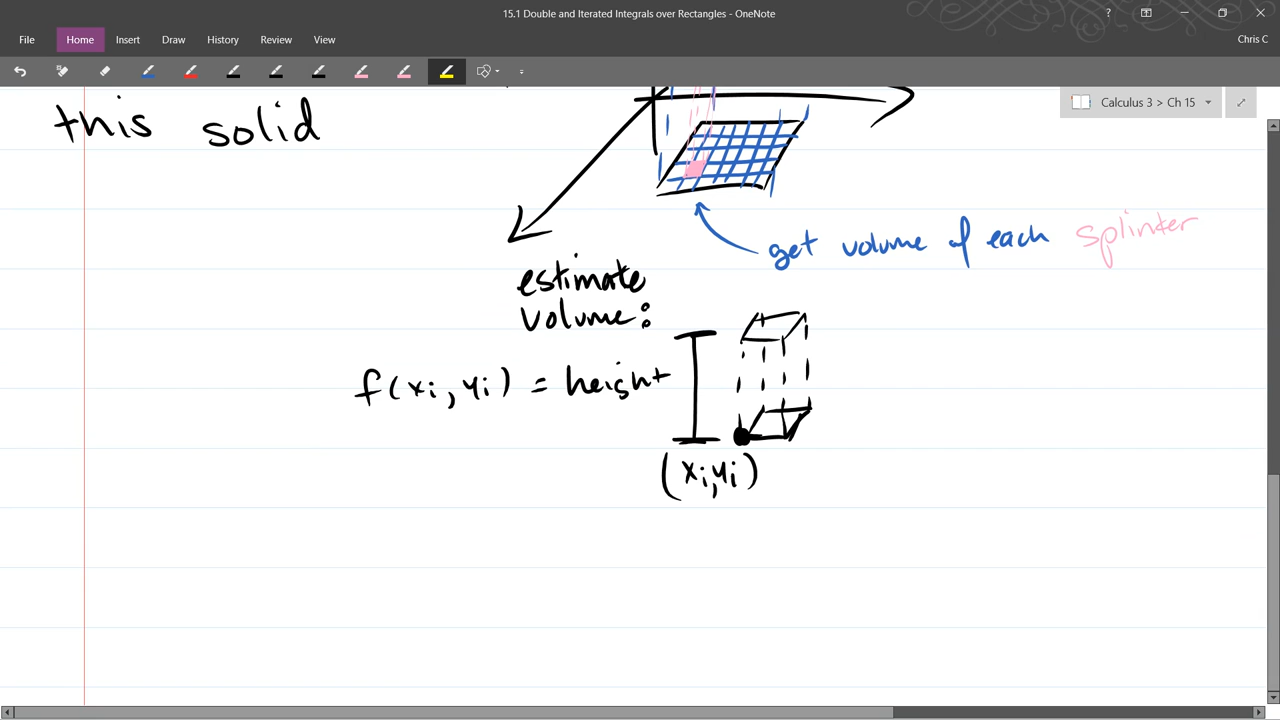 15.1 Double and Iterated Integrals over Rectangles - OneNote
File Home Insert Draw History Review View
Chris C
Calculus 3 > Ch 15
this solid
get volume of each splinter
estimate
volume:
f(xi, yi) = height
(xi, yi)